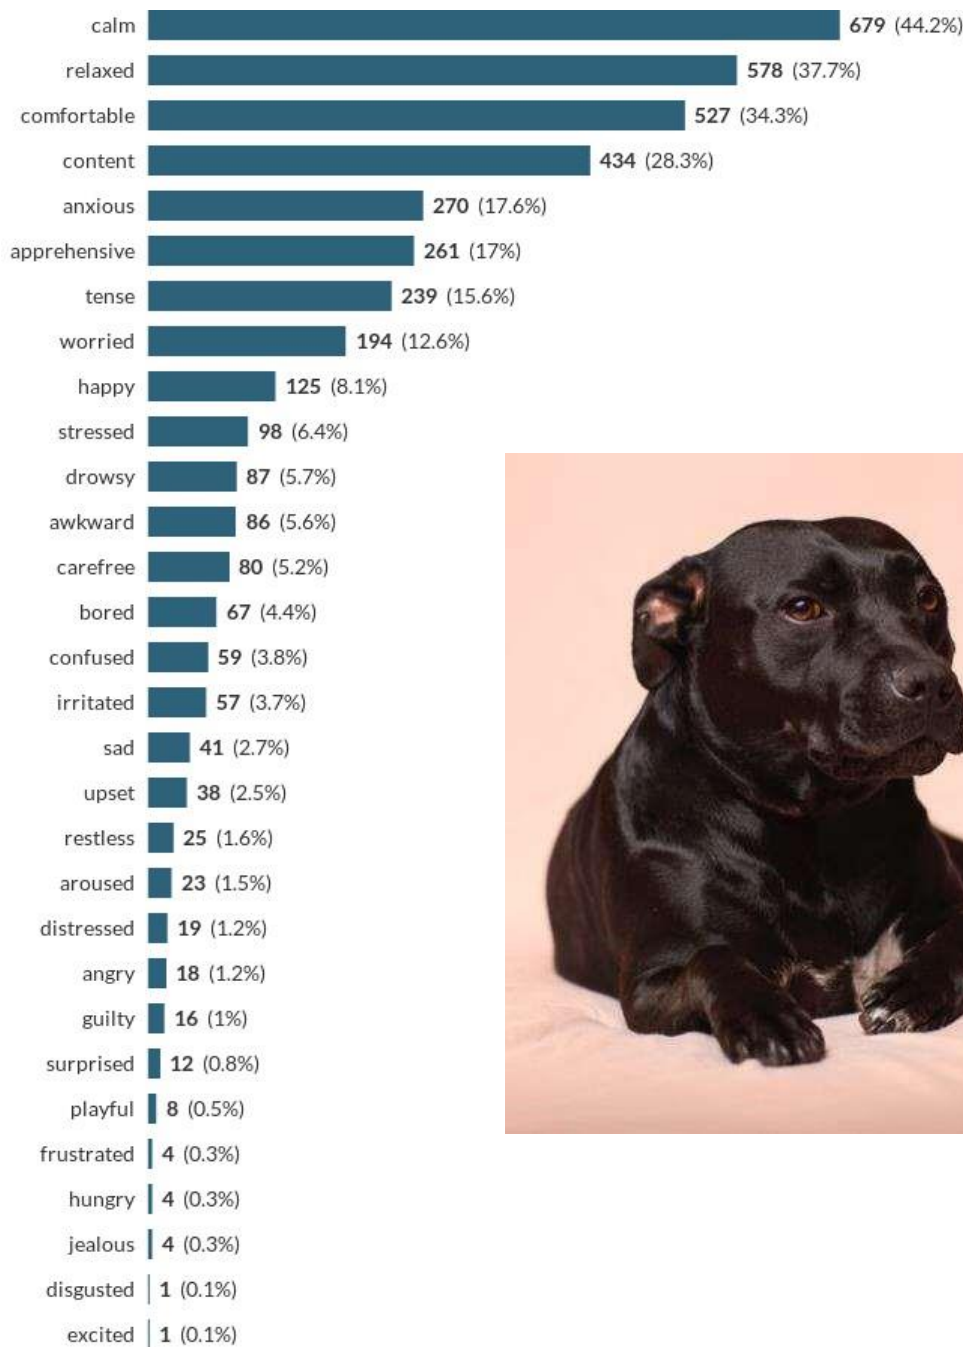 calm 679 (44.2%)
relaxed 578 (37.7%)
comfortable 527 (34.3%)
content 434 (28.3%)
anxious 270 (17.6%)
apprehensive 261 (17%)
tense 239 (15.6%)
worried 194 (12.6%)
happy 125 (8.1%)
stressed 98 (6.4%)
drowsy 87 (5.7%)
awkward 86 (5.6%)
carefree 80 (5.2%)
bored 67 (4.4%)
confused 59 (3.8%)
irritated 57 (3.7%)
sad 41 (2.7%)
upset 38 (2.5%)
restless 25 (1.6%)
aroused 23 (1.5%)
distressed 19 (1.2%)
angry 18 (1.2%)
guilty 16 (1%)
surprised 12 (0.8%)
playful 8 (0.5%)
frustrated 4 (0.3%)
hungry 4 (0.3%)
jealous 4 (0.3%)
disgusted 1 (0.1%)
excited 1 (0.1%)